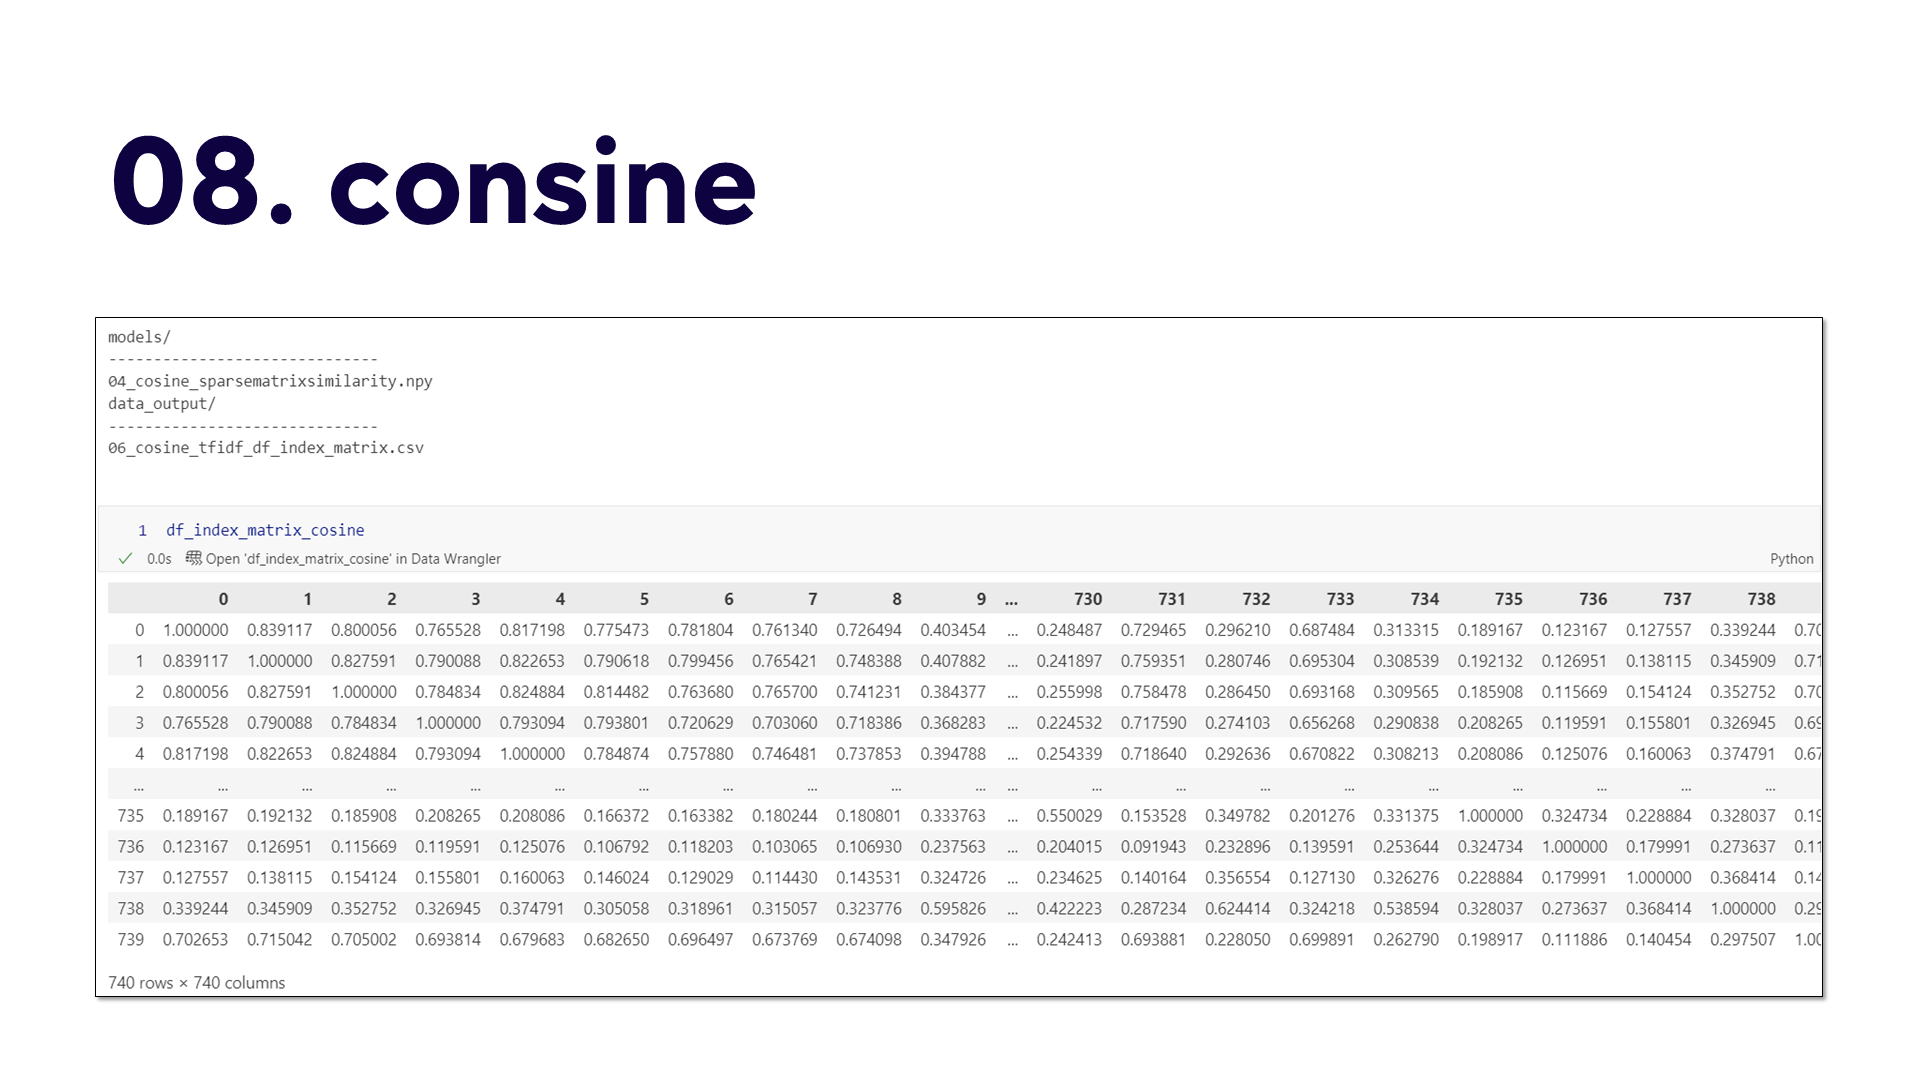 08. consine
models/
------------------------------
04_cosine_sparsematrixsimilarity.npy
data_output/
------------------------------
06_cosine_tfidf_df_index_matrix.csv
1 df_index_matrix_cosine
0.0s Open 'df_index_matrix_cosine' in Data Wrangler Python
0 1 2 3 4 5 6 7 8 9 ... 730 731 732 733 734 735 736 737 738
0 1.000000 0.839117 0.800056 0.765528 0.817198 0.775473 0.781804 0.761340 0.726494 0.403454 ... 0.248487 0.729465 0.296210 0.687484 0.313315 0.189167 0.123167 0.127557 0.339244 0.70
1 0.839117 1.000000 0.827591 0.790088 0.822653 0.790618 0.799456 0.765421 0.748388 0.407882 ... 0.241897 0.759351 0.280746 0.695304 0.308539 0.192132 0.126951 0.138115 0.345909 0.71
2 0.800056 0.827591 1.000000 0.784834 0.824884 0.814482 0.763680 0.765700 0.741231 0.384377 ... 0.255998 0.758478 0.286450 0.693168 0.309565 0.185908 0.115669 0.154124 0.352752 0.70
3 0.765528 0.790088 0.784834 1.000000 0.793094 0.793801 0.720629 0.703060 0.718386 0.368283 ... 0.224532 0.717590 0.274103 0.656268 0.290838 0.208265 0.119591 0.155801 0.326945 0.69
4 0.817198 0.822653 0.824884 0.793094 1.000000 0.784874 0.757880 0.746481 0.737853 0.394788 ... 0.254339 0.718640 0.292636 0.670822 0.308213 0.208086 0.125076 0.160063 0.374791 0.67
... ... ... ... ... ... ... ... ... ... ... ... ... ... ... ... ... ... ... ... ...
735 0.189167 0.192132 0.185908 0.208265 0.208086 0.166372 0.163382 0.180244 0.180801 0.333763 ... 0.550029 0.153528 0.349782 0.201276 0.331375 1.000000 0.324734 0.228884 0.328037 0.19
736 0.123167 0.126951 0.115669 0.119591 0.125076 0.106792 0.118203 0.103065 0.106930 0.237563 ... 0.204015 0.091943 0.232896 0.139591 0.253644 0.324734 1.000000 0.179991 0.273637 0.11
737 0.127557 0.138115 0.154124 0.155801 0.160063 0.146024 0.129029 0.114430 0.143531 0.324726 ... 0.234625 0.140164 0.356554 0.127130 0.326276 0.228884 0.179991 1.000000 0.368414 0.14
738 0.339244 0.345909 0.352752 0.326945 0.374791 0.305058 0.318961 0.315057 0.323776 0.595826 ... 0.422223 0.287234 0.624414 0.324218 0.538594 0.328037 0.273637 0.368414 1.000000 0.29
739 0.702653 0.715042 0.705002 0.693814 0.679683 0.682650 0.696497 0.673769 0.674098 0.347926 ... 0.242413 0.693881 0.228050 0.699891 0.262790 0.198917 0.111886 0.140454 0.297507 1.00
740 rows × 740 columns